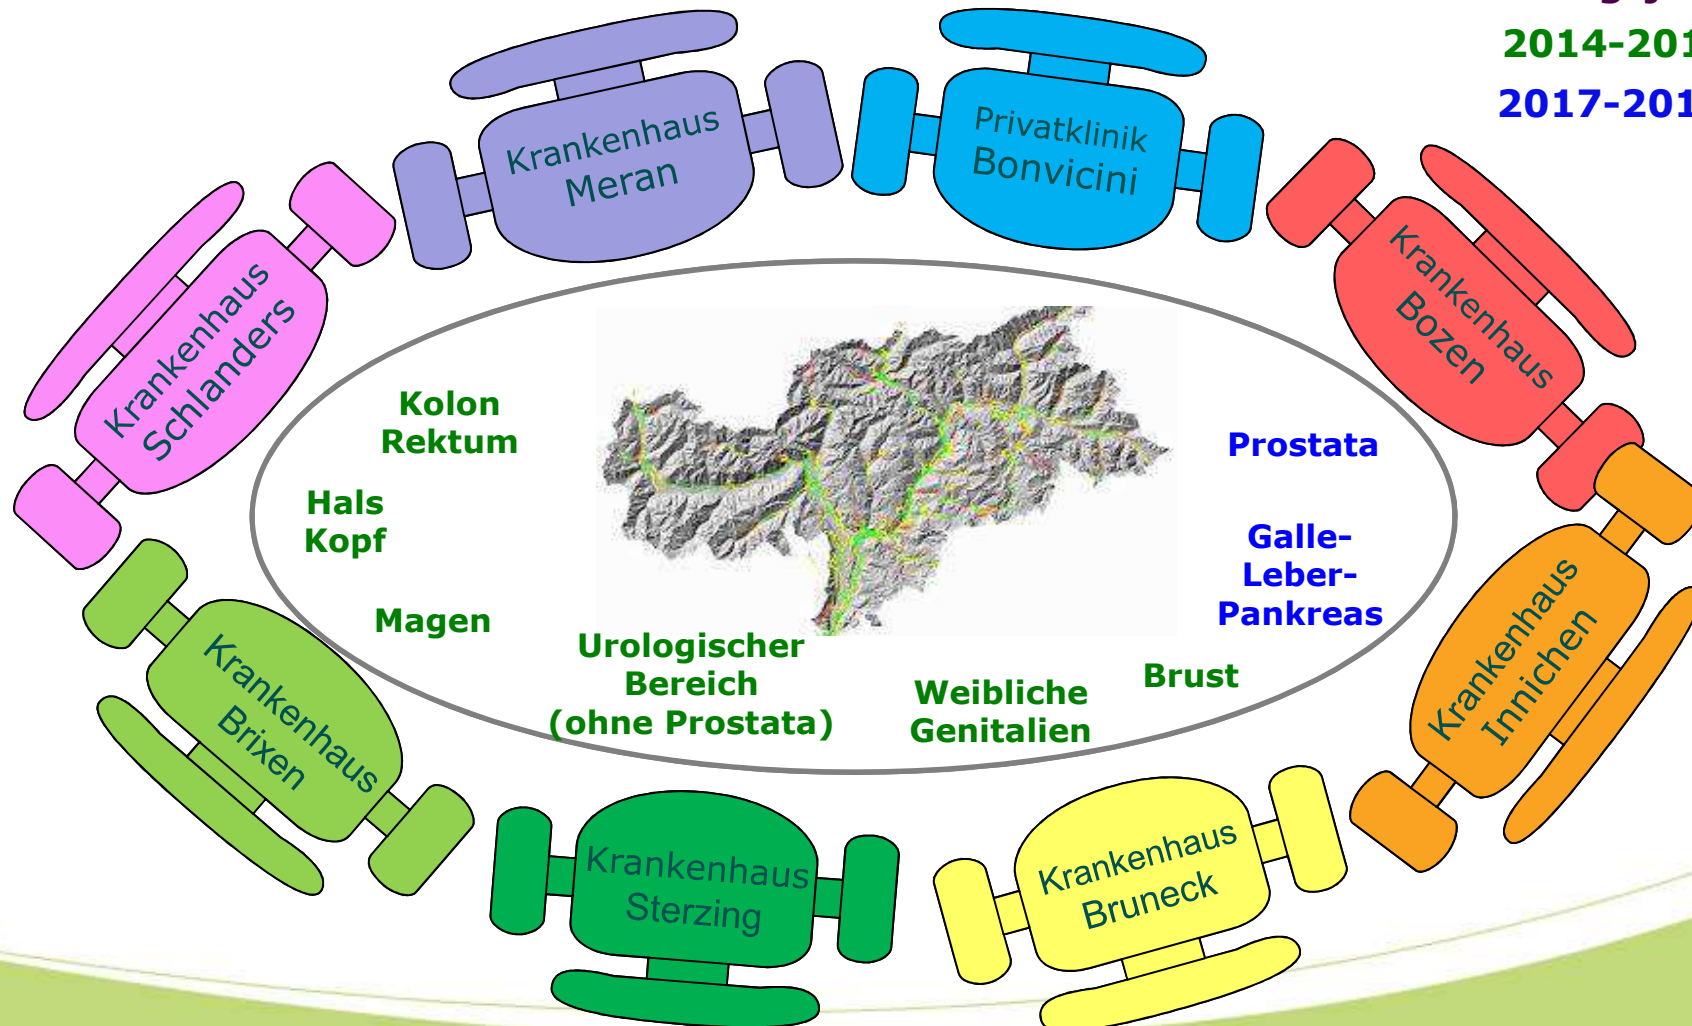 2014-201
2017-201
Krankenhaus
Meran
Privatklinik
Bonvicini
Krankenhaus
Schlanders
Krankenhaus
Bozen
Kolon
Rektum
Prostata
Hals
Kopf
Galle-
Leber-
Pankreas
Magen
Urologischer
Bereich
(ohne Prostata)
Weibliche
Genitalien
Brust
Krankenhaus
Innichen
Krankenhaus
Brixen
Krankenhaus
Sterzing
Krankenhaus
Bruneck